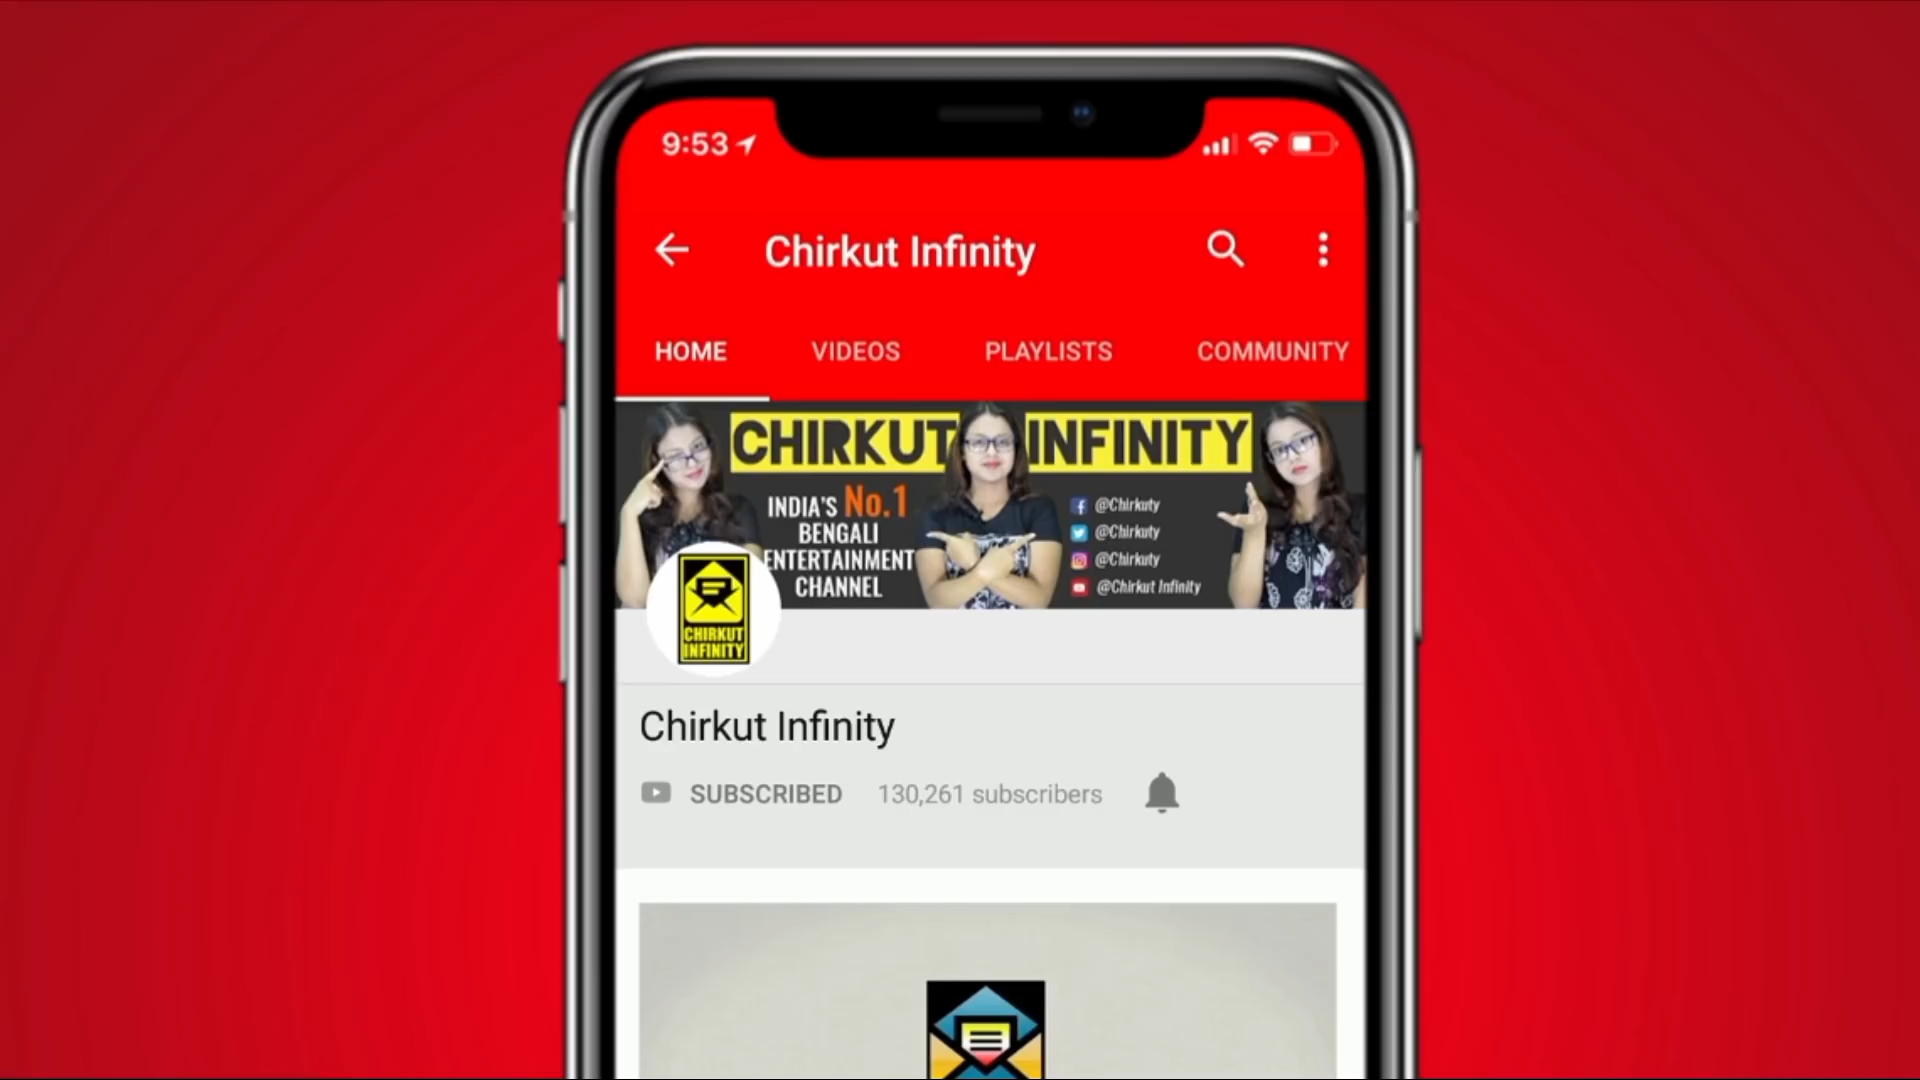 9:53
Chirkut Infinity
HOME VIDEOS PLAYLISTS COMMUNITY
CHIRKUT INFINITY
INDIA'S No.1
BENGALI
ENTERTAINMENT
CHANNEL
@Chirkuty
@Chirkuty
@Chirkuty
@Chirkut Infinity
CHIRKUT
INFINITY
Chirkut Infinity
SUBSCRIBED 130,261 subscribers